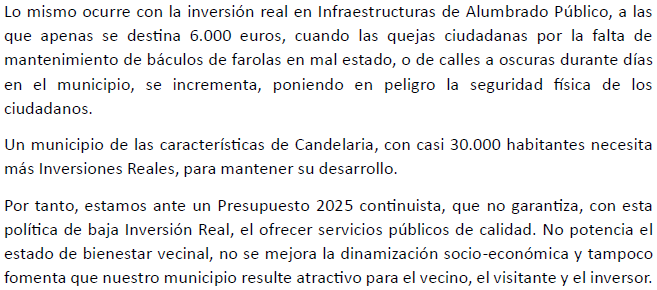 Lo mismo ocurre con la inversión real en Infraestructuras de Alumbrado Público, a las
que apenas se destina 6.000 euros, cuando las quejas ciudadanas por la falta de
mantenimiento de báculos de farolas en mal estado, o de calles a oscuras durante días
en el municipio, se incrementa, poniendo en peligro la seguridad física de los
ciudadanos.
Un municipio de las características de Candelaria, con casi 30.000 habitantes necesita
más Inversiones Reales, para mantener su desarrollo.
Por tanto, estamos ante un Presupuesto 2025 continuista, que no garantiza, con esta
política de baja Inversión Real, el ofrecer servicios públicos de calidad. No potencia el
estado de bienestar vecinal, no se mejora la dinamización socio-económica y tampoco
fomenta que nuestro municipio resulte atractivo para el vecino, el visitante y el inversor.